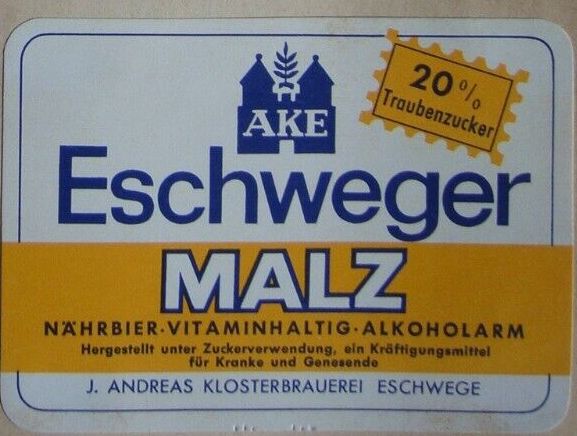 20%
Traubenzucker
AKE
Eschweger
MALZ
NÄHRBIER·VITAMINHALTIG·ALKOHOLARM
Hergestellt unter Zuckerverwendung, ein Kräftigungsmittel
für Kranke und Genesende
J. ANDREAS KLOSTERBRAUEREI ESCHWEGE